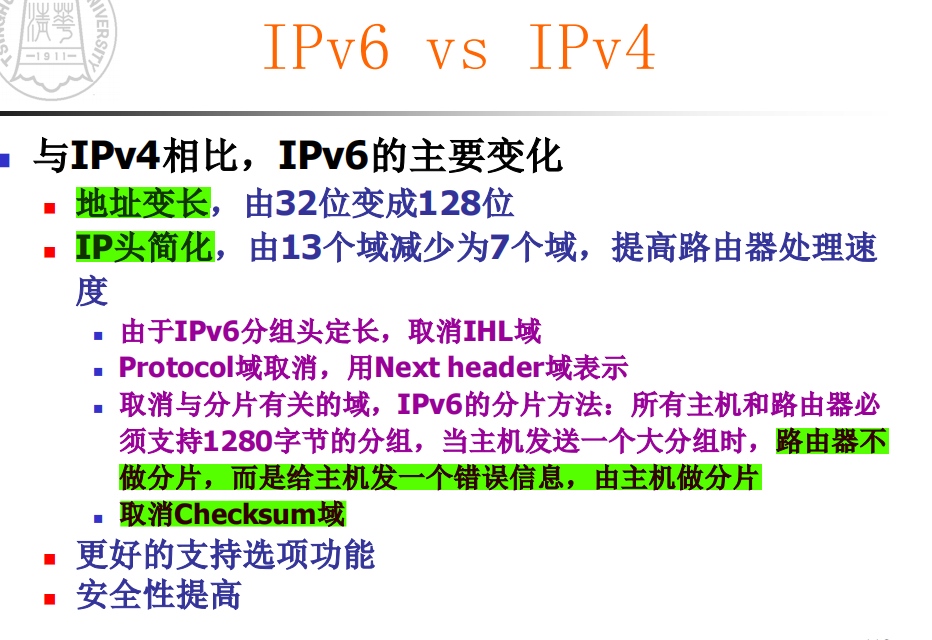 清華
UNIVERSITY
1911
IPv6 vs IPv4
与IPv4相比，IPv6的主要变化
地址变长，由32位变成128位
IP头简化，由13个域减少为7个域，提高路由器处理速
度
由于IPv6分组头定长，取消IHL域
Protocol域取消，用Next header域表示
取消与分片有关的域，IPv6的分片方法：所有主机和路由器必
须支持1280字节的分组，当主机发送一个大分组时，路由器不
做分片，而是给主机发一个错误信息，由主机做分片
取消Checksum域
更好的支持选项功能
安全性提高